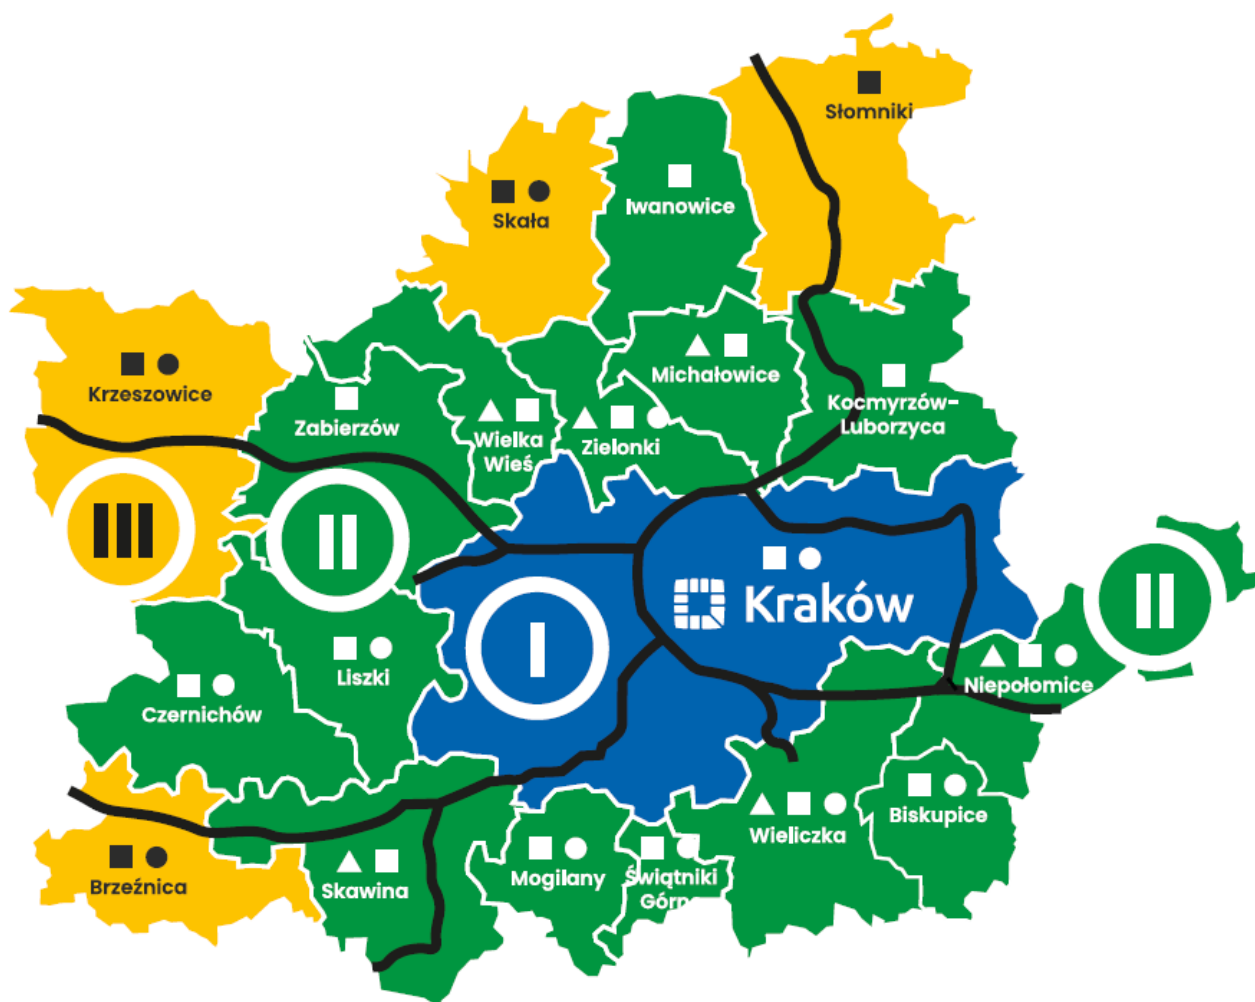 Słomniki
Skała
Iwanowice
Krzeszowice
Michałowice
Zabierzów
Wielka
Wieś
Zielonki
Kocmyrzów-
Luborzyca
III
II
I
Kraków
II
Liszki
Czernichów
Niepołomice
Biskupice
Wieliczka
Brzeźnica
Skawina
Mogilany
Świątniki
Górn